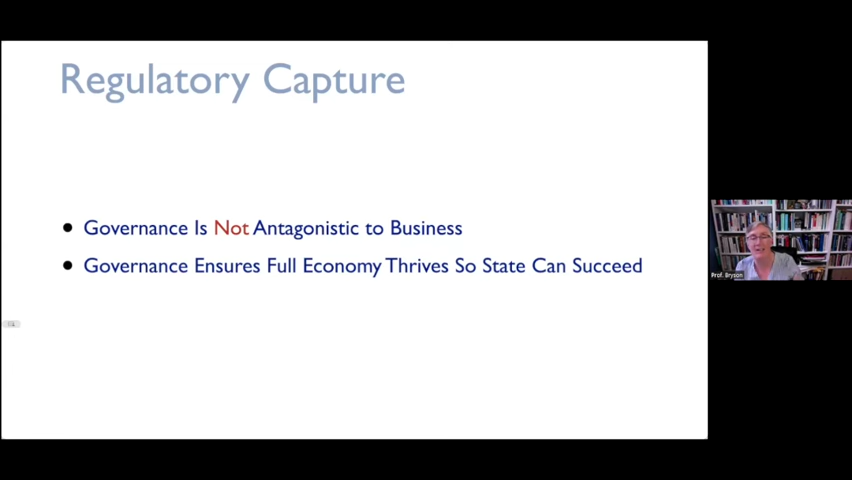 Regulatory Capture
• Governance Is Not Antagonistic to Business
• Governance Ensures Full Economy Thrives So State Can Succeed
Prof. Bryson